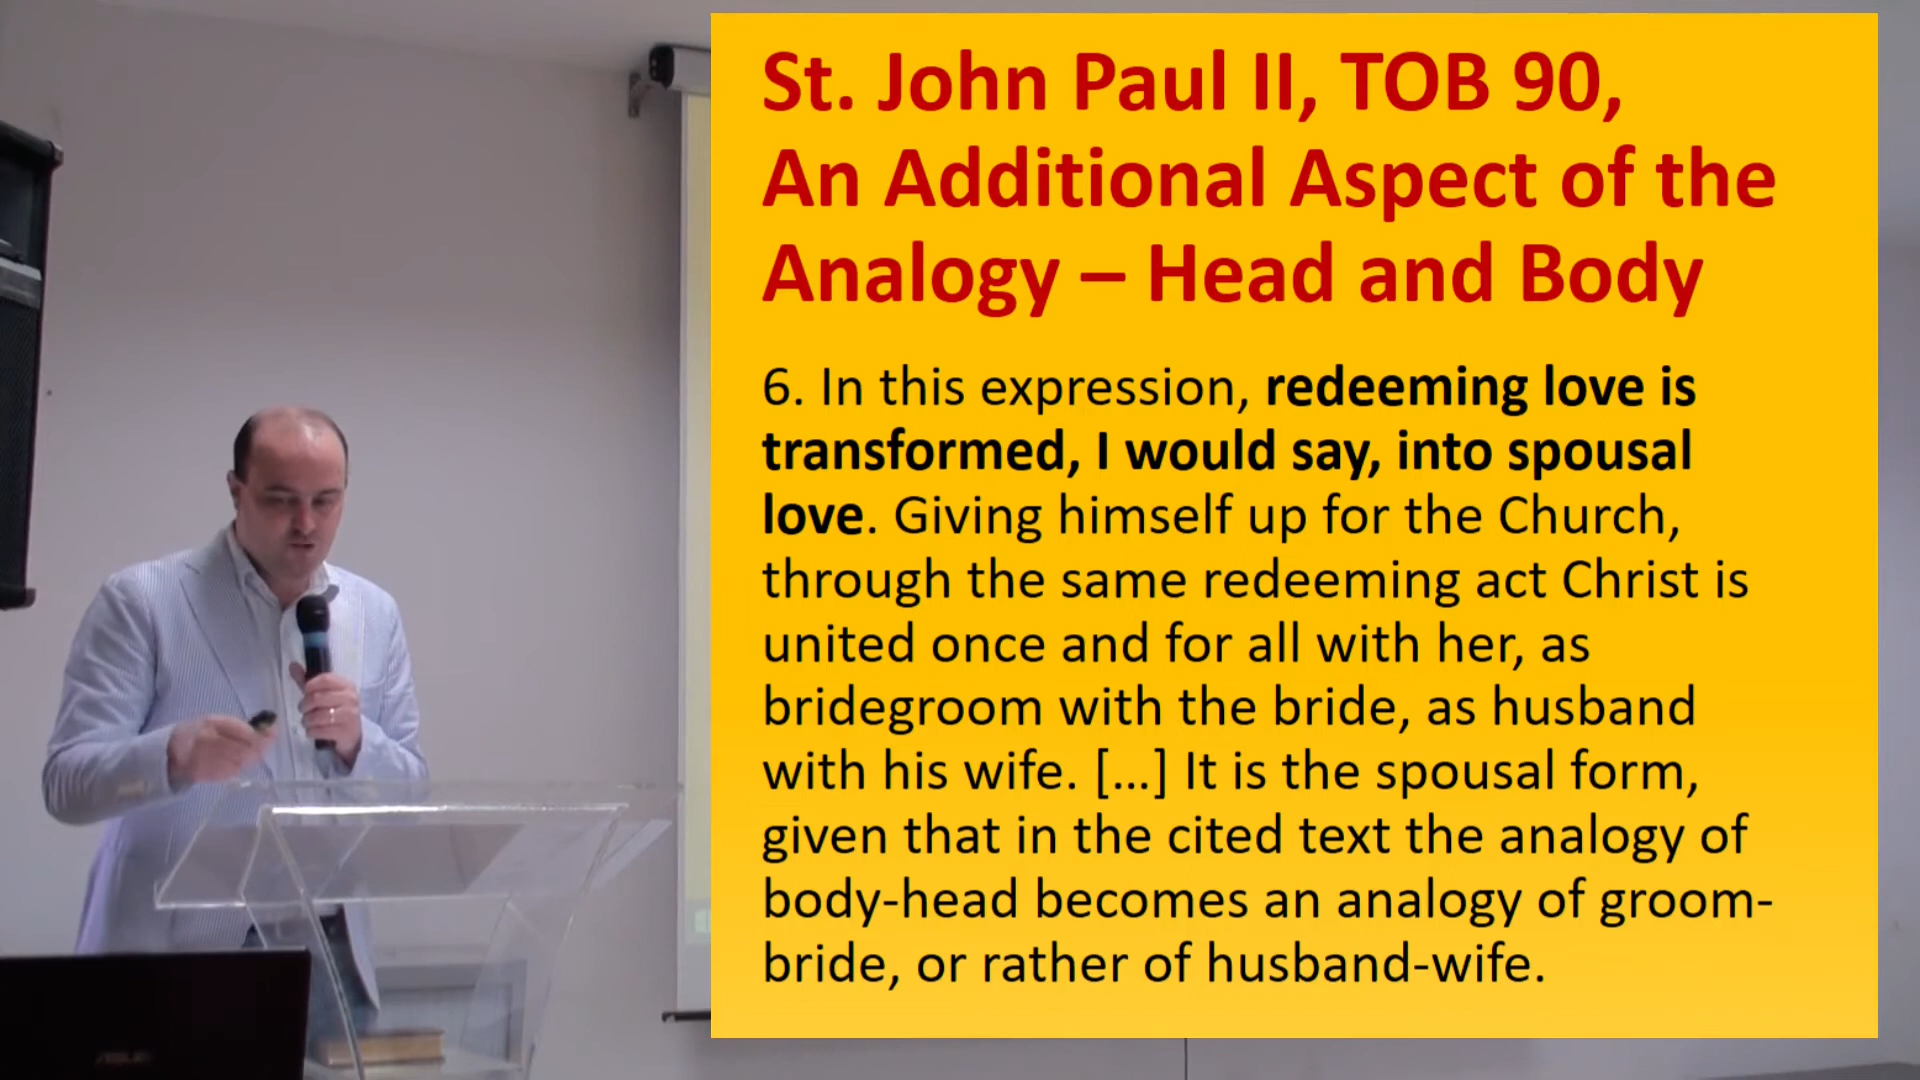 St. John Paul II, TOB 90,
An Additional Aspect of the
Analogy – Head and Body
6. In this expression, redeeming love is
transformed, I would say, into spousal
love. Giving himself up for the Church,
through the same redeeming act Christ is
united once and for all with her, as
bridegroom with the bride, as husband
with his wife. […] It is the spousal form,
given that in the cited text the analogy of
body-head becomes an analogy of groom-
bride, or rather of husband-wife.
ASUS